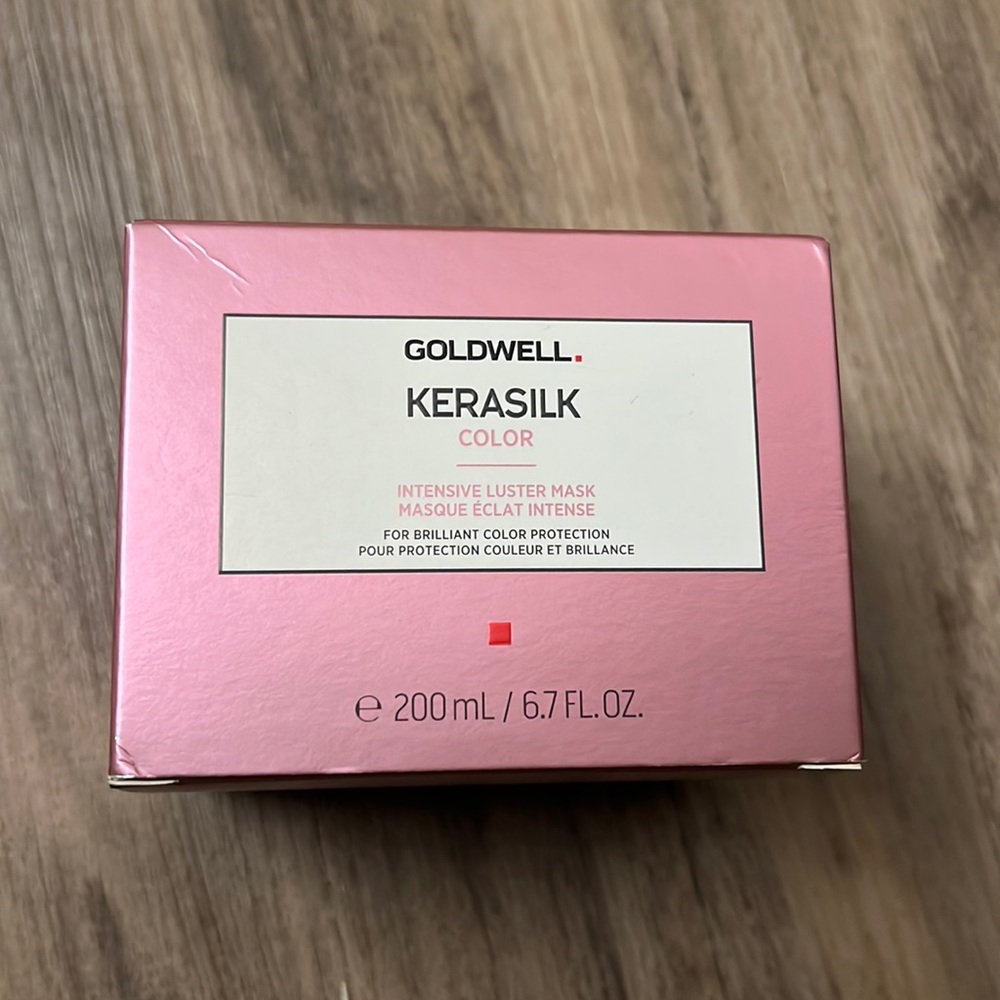 GOLDWELL.
KERASILK
COLOR
INTENSIVE LUSTER MASK
MASQUE ÉCLAT INTENSE
FOR BRILLIANT COLOR PROTECTION
POUR PROTECTION COULEUR ET BRILLANCE
℮ 200 mL / 6.7 FL. OZ.